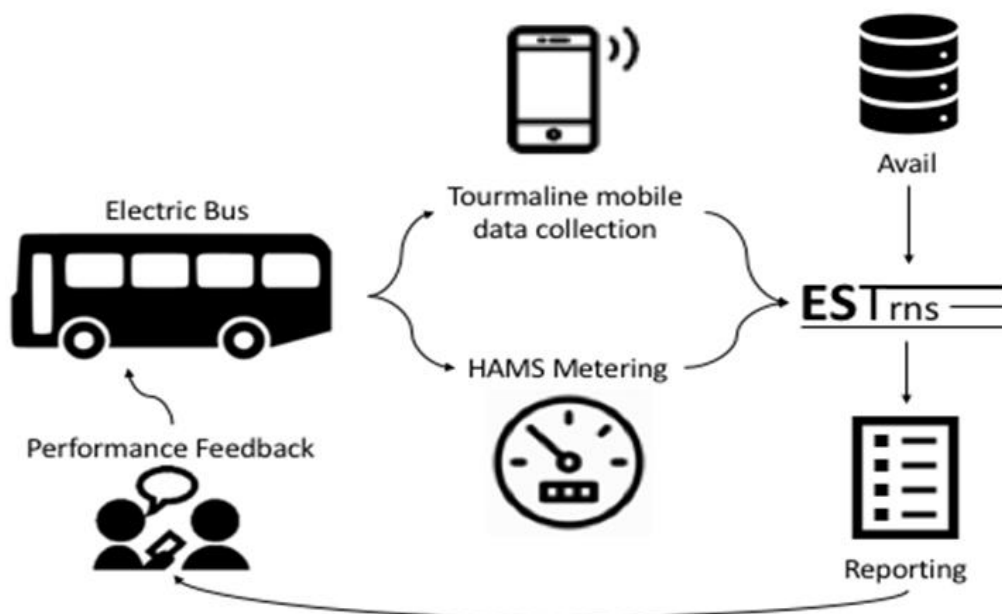 Electric Bus
Tourmaline mobile
data collection
Avail
ESTrns
HAMS Metering
Performance Feedback
Reporting